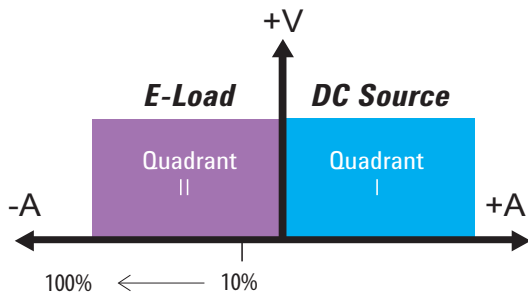 +V
E-Load
DC Source
Quadrant
II
Quadrant
I
-A
+A
100%
10%